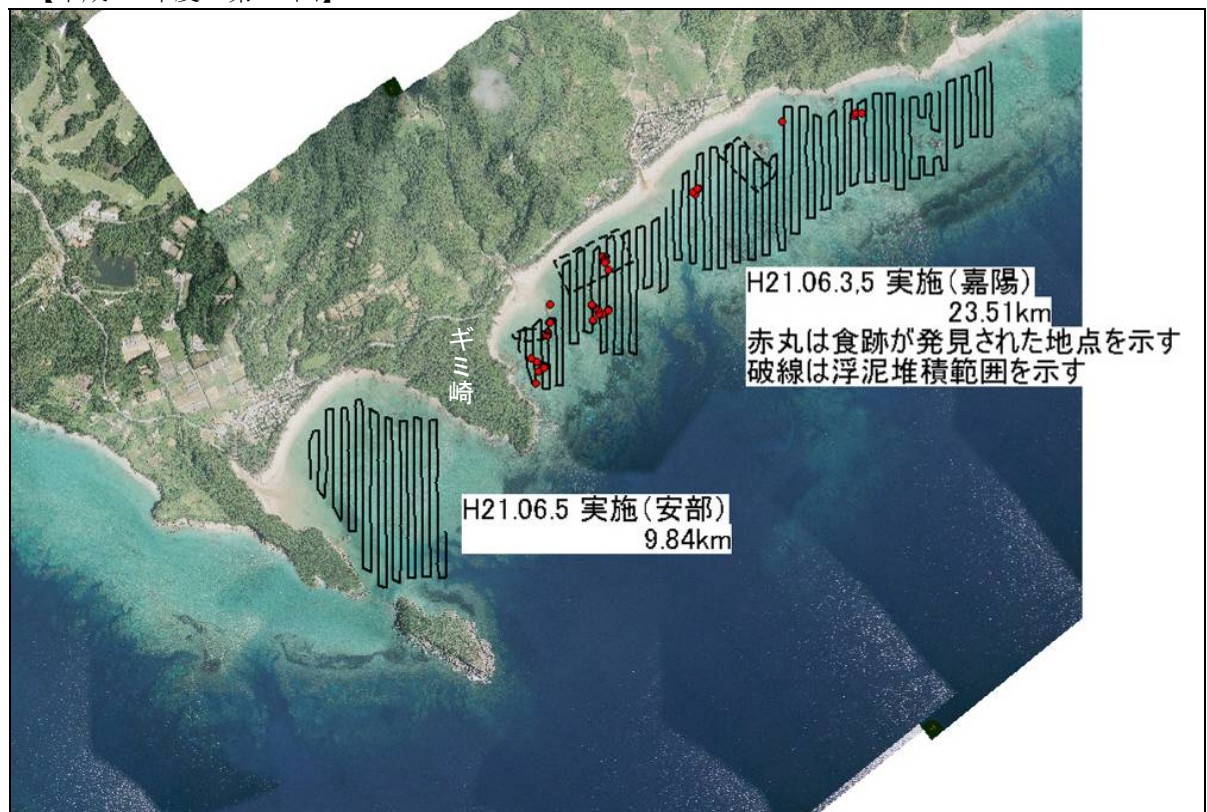 H21.06.3,5 実施(嘉陽)
23.51km
赤丸は食跡が発見された地点を示す
破線は浮泥堆積範囲を示す
ギミ崎
H21.06.5 実施(安部)
9.84km